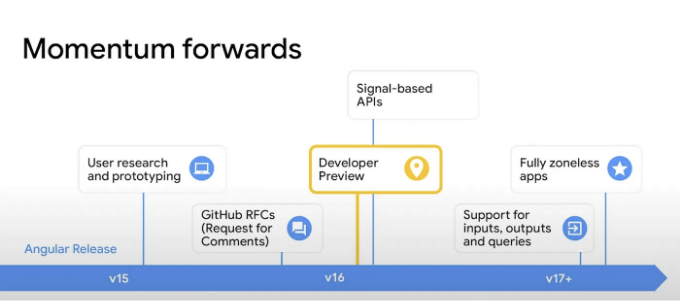 Momentum forwards
Signal-based
APIs
User research
and prototyping
Developer
Preview
Fully zoneless
apps
GitHub RFCs
(Request for
Comments)
Support for
inputs, outputs
and queries
Angular Release
v15
v16
v17+